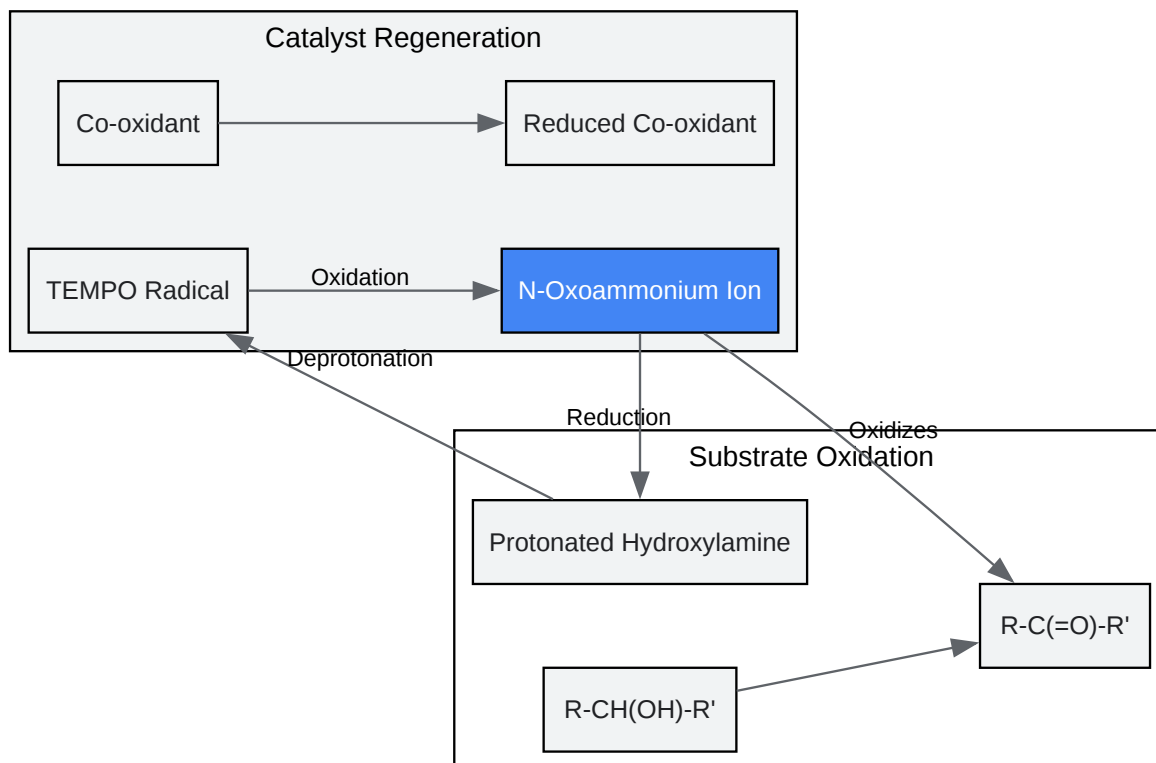 Catalyst Regeneration
Co-oxidant
Reduced Co-oxidant
TEMPO Radical
Oxidation
N-Oxoammonium Ion
Deprotonation
Reduction
Oxidizes
Substrate Oxidation
Protonated Hydroxylamine
R-C(=O)-R'
R-CH(OH)-R'